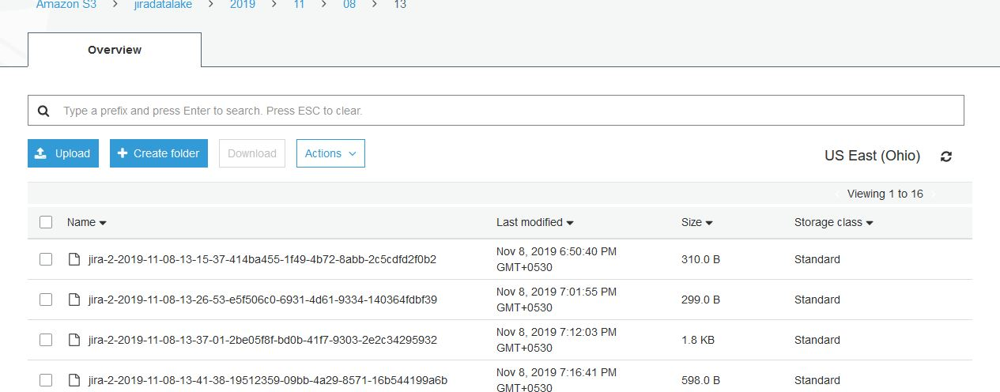 Amazon S3 > jiradatalake > 2019 > 11 > 08 > 13
Overview
Type a prefix and press Enter to search. Press ESC to clear.
Upload Create folder Download Actions
US East (Ohio)
Viewing 1 to 16
Name Last modified Size Storage class
jira-2-2019-11-08-13-15-37-414ba455-1f49-4b72-8abb-2c5cdfd2f0b2 Nov 8, 2019 6:50:40 PM 310.0 B Standard
GMT+0530
jira-2-2019-11-08-13-26-53-e5f506c0-6931-4d61-9334-140364fdbf39 Nov 8, 2019 7:01:55 PM 299.0 B Standard
GMT+0530
jira-2-2019-11-08-13-37-01-2be05f8f-bd0b-41f7-9303-2e2c34295932 Nov 8, 2019 7:12:03 PM 1.8 KB Standard
GMT+0530
jira-2-2019-11-08-13-41-38-19512359-09bb-4a29-8571-16b544199a6b Nov 8, 2019 7:16:41 PM 598.0 B Standard
GMT+0530